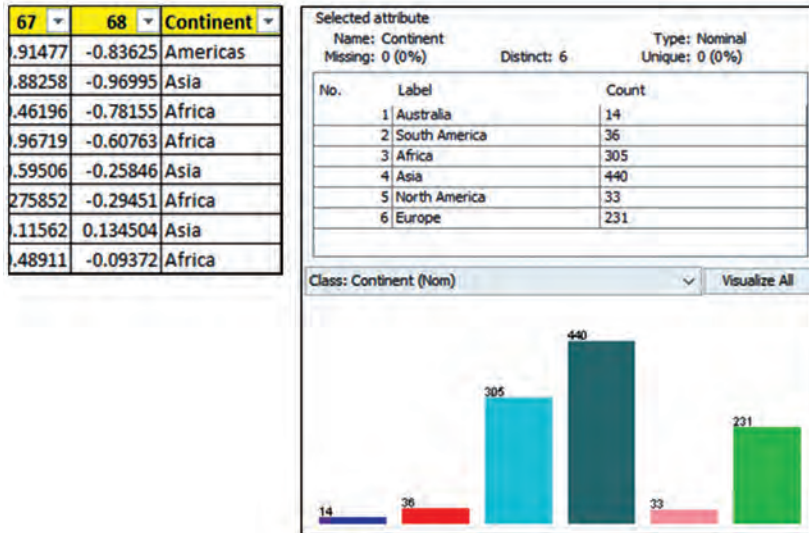 67 68 Continent
.91477 -0.83625 Americas
.88258 -0.96995 Asia
.46196 -0.78155 Africa
.96719 -0.60763 Africa
.59506 -0.25846 Asia
275852 -0.29451 Africa
.11562 0.134504 Asia
.48911 -0.09372 Africa
Selected attribute
Name: Continent Type: Nominal
Missing: 0 (0%) Distinct: 6 Unique: 0 (0%)
No. Label Count
1 Australia 14
2 South America 36
3 Africa 305
4 Asia 440
5 North America 33
6 Europe 231
Class: Continent (Nom) Visualize All
14 36 305 440 33 231